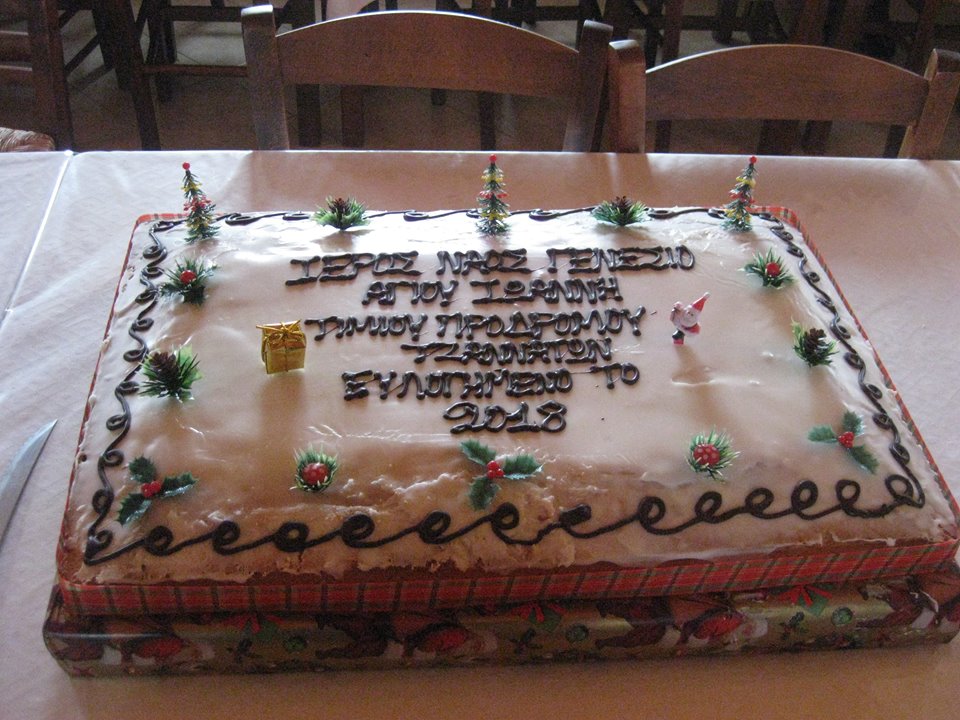 ΙΕΡΟΣ ΝΑΟΣ ΓΕΝΕΣΙΟ
ΑΓΙΟΥ ΙΩΑΝΝΗ
ΤΙΜΙΟΥ ΠΡΟΔΡΟΜΟΥ
ΤΖΑΝΝΑΤΩΝ
ΕΥΛΟΓΗΜΕΝΟ ΤΟ
2018